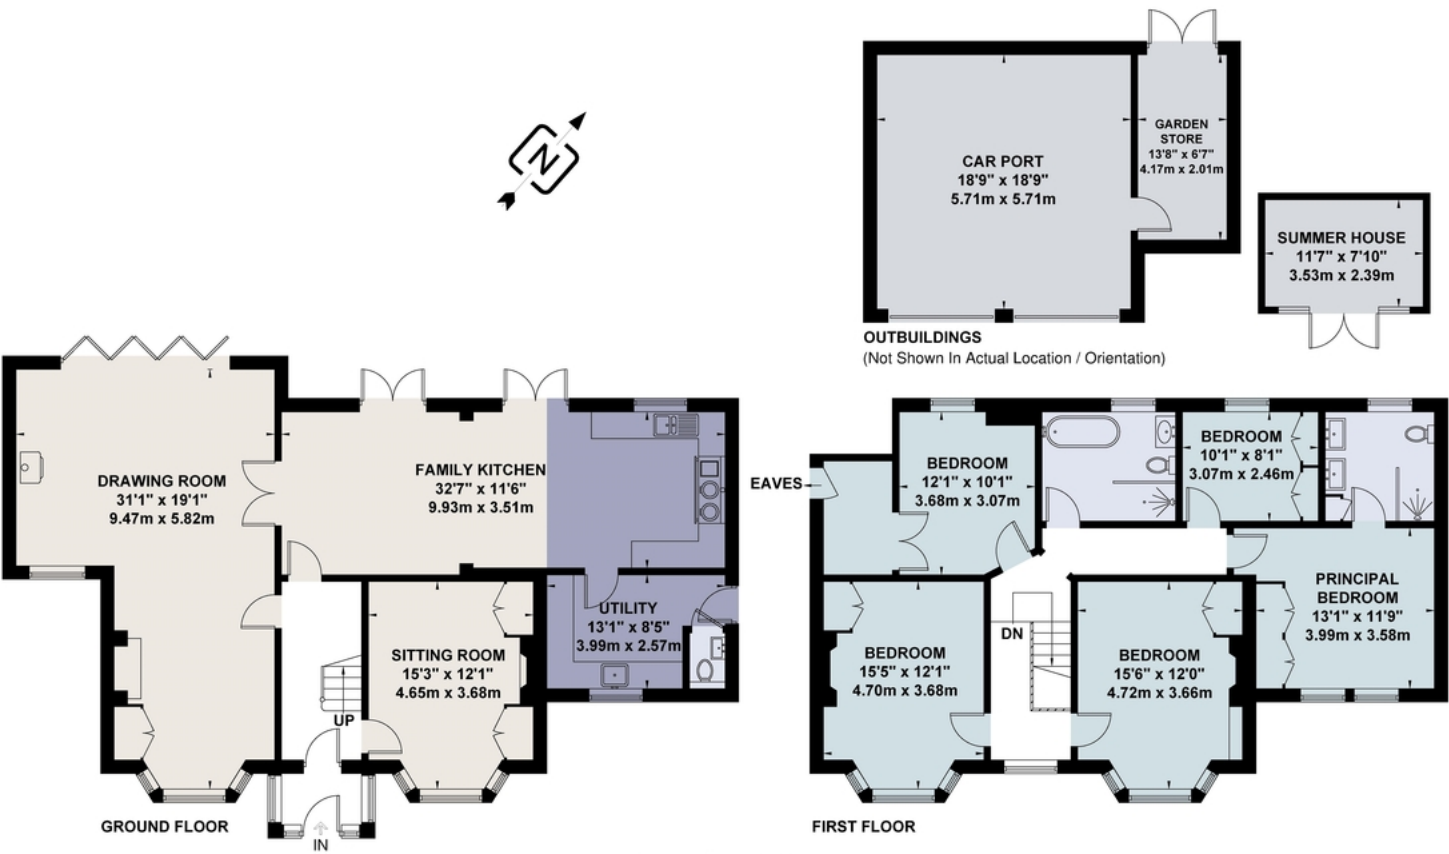 N
CAR PORT
18'9" x 18'9"
5.71m x 5.71m
GARDEN
STORE
13'8" x 6'7"
4.17m x 2.01m
SUMMER HOUSE
11'7" x 7'10"
3.53m x 2.39m
OUTBUILDINGS
(Not Shown In Actual Location / Orientation)
DRAWING ROOM
31'1" x 19'1"
9.47m x 5.82m
FAMILY KITCHEN
32'7" x 11'6"
9.93m x 3.51m
UTILITY
13'1" x 8'5"
3.99m x 2.57m
SITTING ROOM
15'3" x 12'1"
4.65m x 3.68m
UP
IN
GROUND FLOOR
EAVES
BEDROOM
12'1" x 10'1"
3.68m x 3.07m
BEDROOM
10'1" x 8'1"
3.07m x 2.46m
PRINCIPAL
BEDROOM
13'1" x 11'9"
3.99m x 3.58m
DN
BEDROOM
15'5" x 12'1"
4.70m x 3.68m
BEDROOM
15'6" x 12'0"
4.72m x 3.66m
FIRST FLOOR